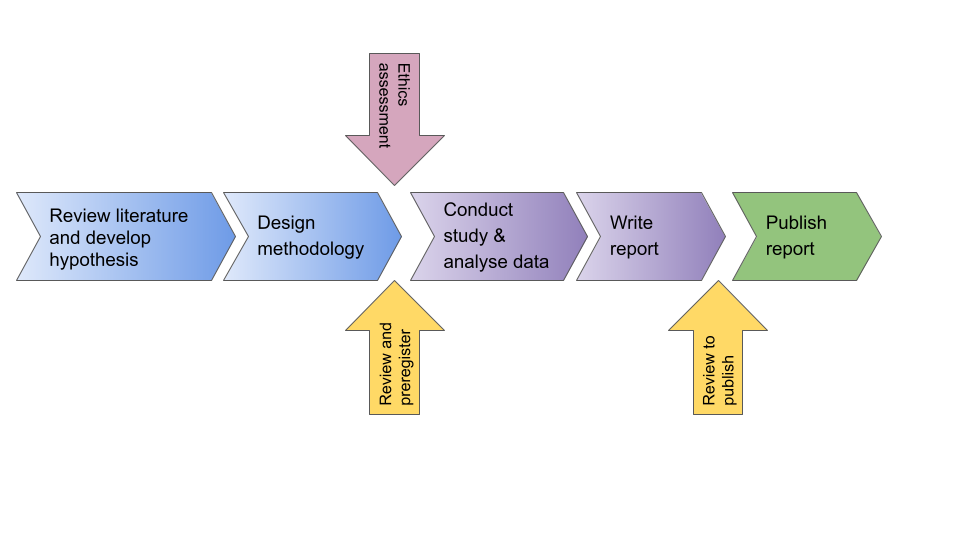 Ethics
assessment
Review literature
and develop
hypothesis
Design
methodology
Conduct
study &
analyse data
Write
report
Publish
report
Review and
preregister
Review to
publish